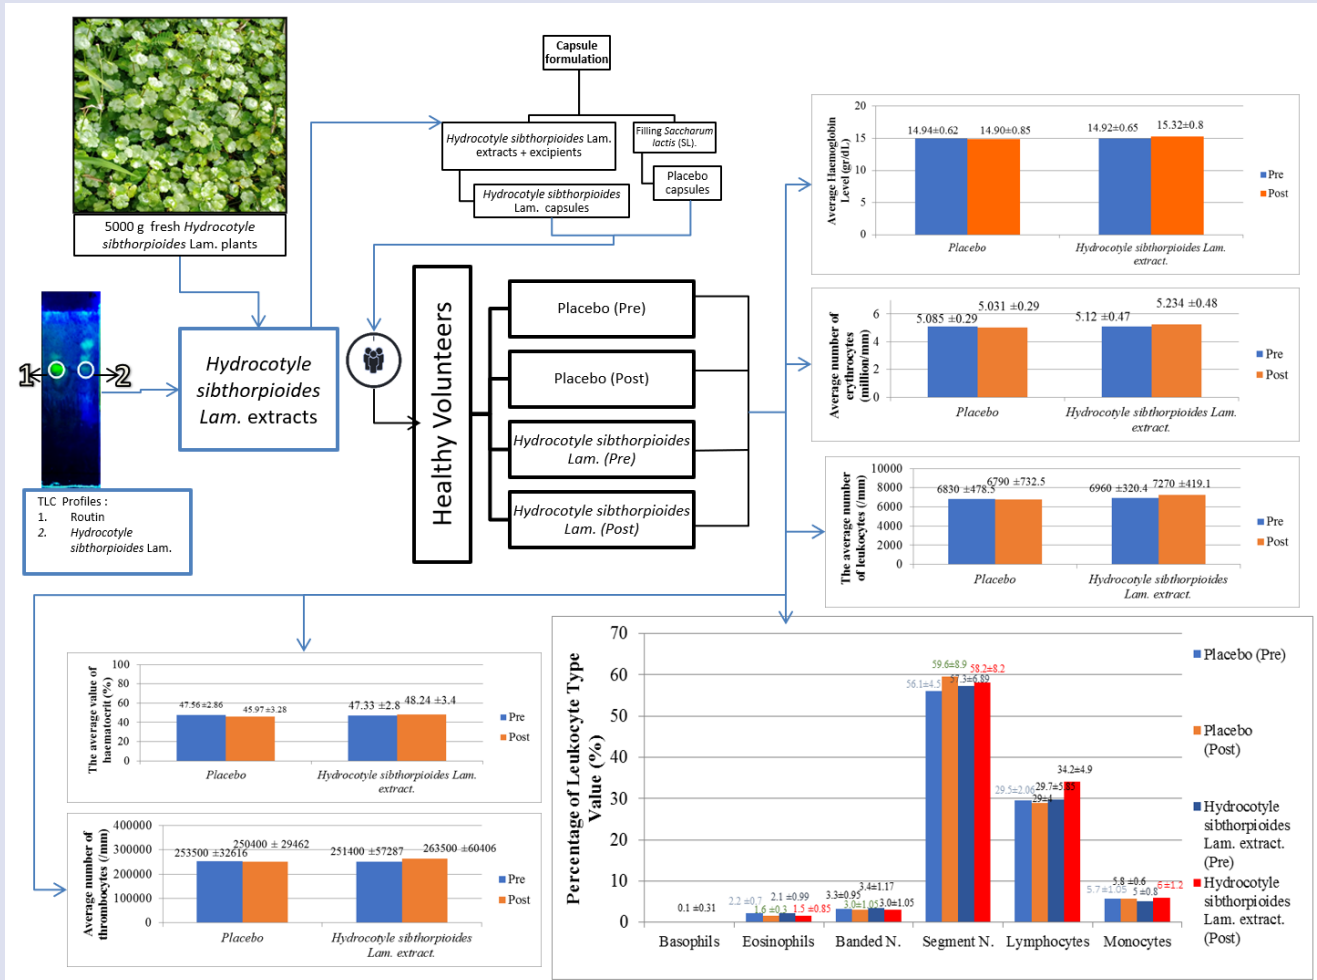 Capsule
formulation
Hydrocotyle sibthorpioides Lam.
extracts + excipients
Filling Saccharum
lactis (SL).
Hydrocotyle sibthorpioides
Lam. capsules
Placebo
capsules
5000 g fresh Hydrocotyle
sibthorpioides Lam. plants
1
2
Hydrocotyle
sibthorpioides
Lam. extracts
TLC Profiles :
1. Routin
2. Hydrocotyle
sibthorpioides Lam.
Healthy Volunteers
Placebo (Pre)
Placebo (Post)
Hydrocotyle sibthorpioides
Lam. (Pre)
Hydrocotyle sibthorpioides
Lam. (Post)
Average Haemoglobin
Level (gr/dL)
20
15
10
5
0
14.94±0.62
14.90±0.85
14.92±0.65
15.32±0.8
Placebo
Hydrocotyle sibthorpioides Lam.
extract.
Pre
Post
Average number of
erythrocytes
(million/mm)
6
4
2
0
5.085 ±0.29
5.031 ±0.29
5.12 ±0.47
5.234 ±0.48
Placebo
Hydrocotyle sibthorpioides Lam.
extract.
Pre
Post
The average number
of leukocytes (/mm)
10000
8000
6000
4000
2000
0
6830 ±478.5
6790 ±732.5
6960 ±320.4
7270 ±419.1
Placebo
Hydrocotyle sibthorpioides
Lam. extract.
Pre
Post
The average value of
haematocrit (%)
100
80
60
40
20
0
47.56 ±2.86
45.97 ±3.28
47.33 ±2.8
48.24 ±3.4
Placebo
Hydrocotyle sibthorpioides Lam.
extract.
Pre
Post
Average number of
thrombocytes (/mm)
400000
300000
200000
100000
0
253500 ±32616
250400 ± 29462
251400 ±57287
263500 ±60406
Placebo
Hydrocotyle sibthorpioides
Lam. extract.
Pre
Post
Percentage of Leukocyte Type
Value (%)
70
60
50
40
30
20
10
0
0.1 ±0.31
2.2 ±0.7
1.6 ±0.3
2.1 ±0.99
1.5 ±0.85
3.3±0.95
3.0±1.05
3.4±1.17
3.0±1.05
56.1±4.5
59.6±8.9
57.3±6.89
58.2±8.2
29.5±2.06
29±4
29.7±5.85
34.2±4.9
5.7±1.05
5.8 ±0.6
5 ±0.8
6 ±1.2
Basophils
Eosinophils
Banded N.
Segment N.
Lymphocytes
Monocytes
Placebo (Pre)
Placebo
(Post)
Hydrocotyle
sibthorpioides
Lam. extract.
(Pre)
Hydrocotyle
sibthorpioides
Lam. extract.
(Post)